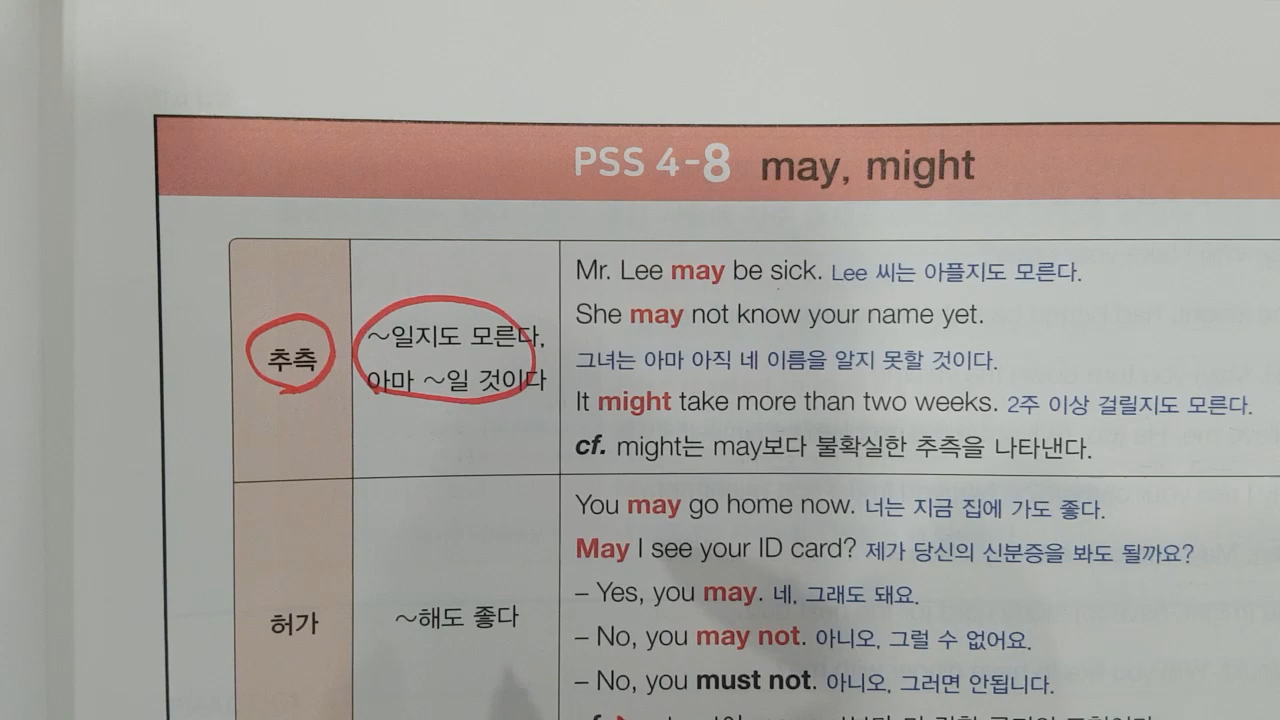 PSS 4-8 may, might
추측
~일지도 모른다,
아마 ~일 것이다
Mr. Lee may be sick. Lee 씨는 아플지도 모른다.
She may not know your name yet.
그녀는 아마 아직 네 이름을 알지 못할 것이다.
It might take more than two weeks. 2주 이상 걸릴지도 모른다.
cf. might는 may보다 불확실한 추측을 나타낸다.
허가
~해도 좋다
You may go home now. 너는 지금 집에 가도 좋다.
May I see your ID card? 제가 당신의 신분증을 봐도 될까요?
– Yes, you may. 네, 그래도 돼요.
– No, you may not. 아니오, 그럴 수 없어요.
– No, you must not. 아니오, 그러면 안됩니다.